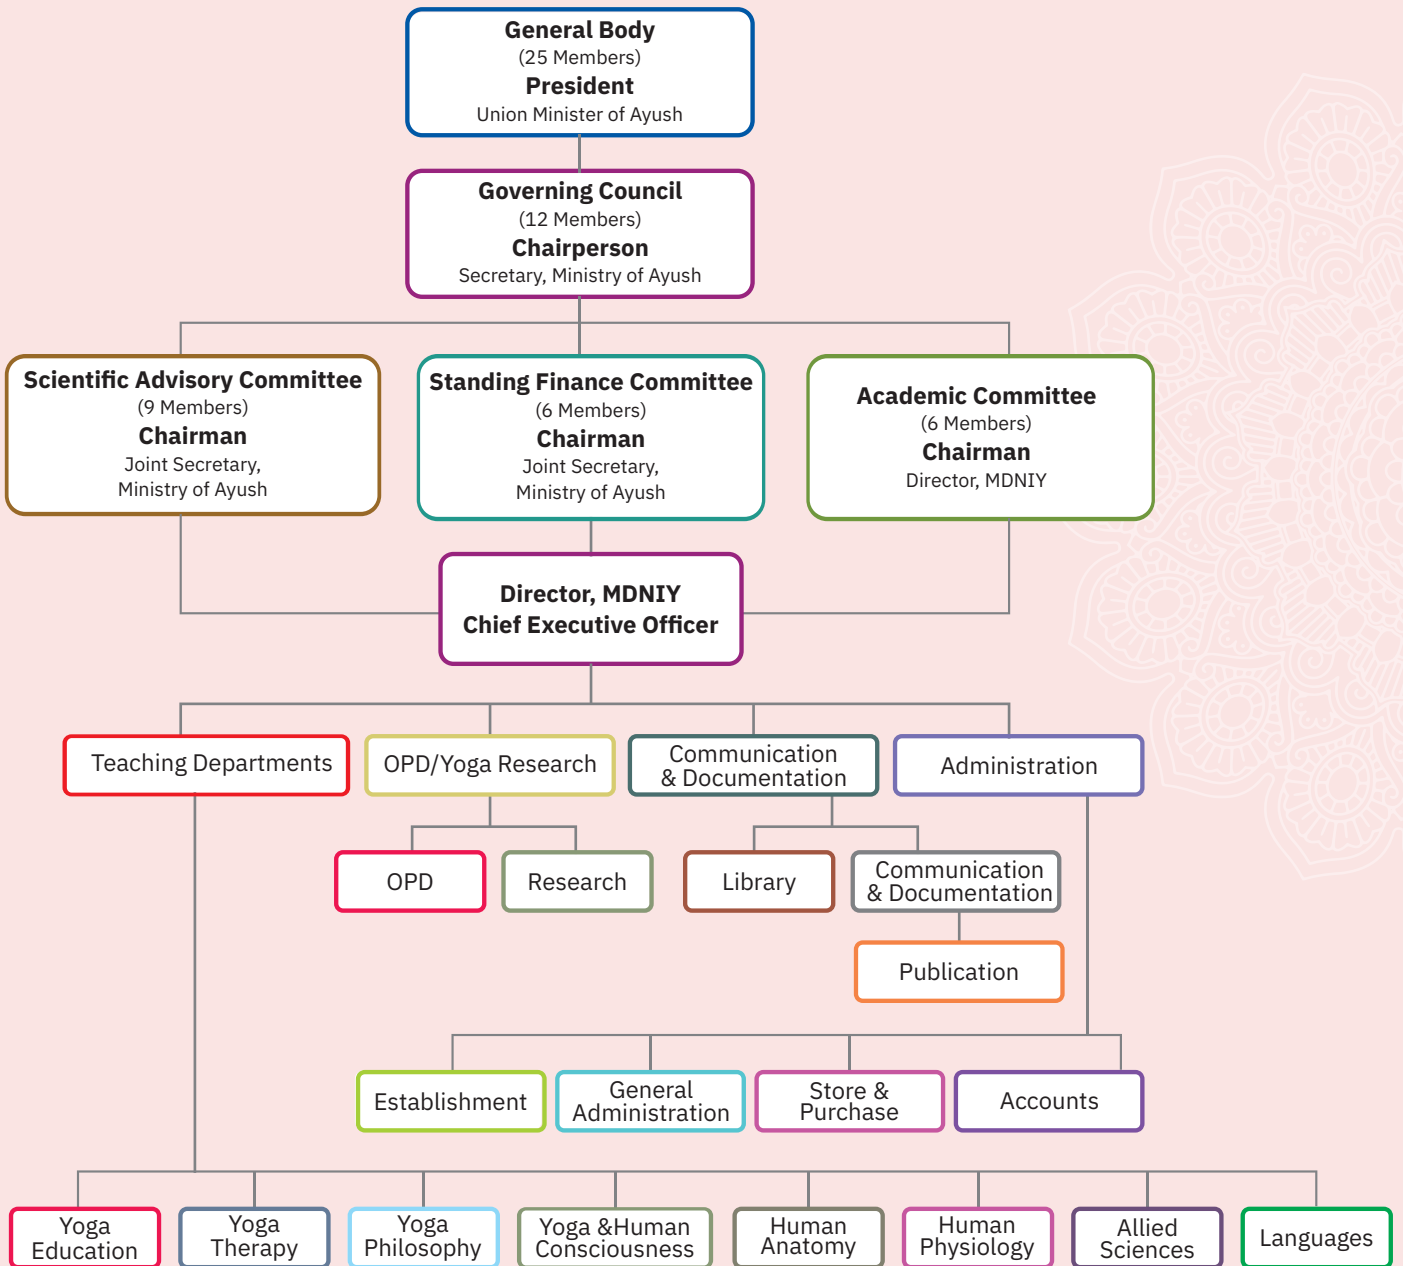 General Body
(25 Members)
President
Union Minister of Ayush
Governing Council
(12 Members)
Chairperson
Secretary, Ministry of Ayush
Scientific Advisory Committee
(9 Members)
Chairman
Joint Secretary,
Ministry of Ayush
Standing Finance Committee
(6 Members)
Chairman
Joint Secretary,
Ministry of Ayush
Academic Committee
(6 Members)
Chairman
Director, MDNIY
Director, MDNIY
Chief Executive Officer
Teaching Departments
OPD/Yoga Research
Communication
& Documentation
Administration
OPD
Research
Library
Communication
& Documentation
Publication
Establishment
General
Administration
Store &
Purchase
Accounts
Yoga
Education
Yoga
Therapy
Yoga
Philosophy
Yoga &Human
Consciousness
Human
Anatomy
Human
Physiology
Allied
Sciences
Languages